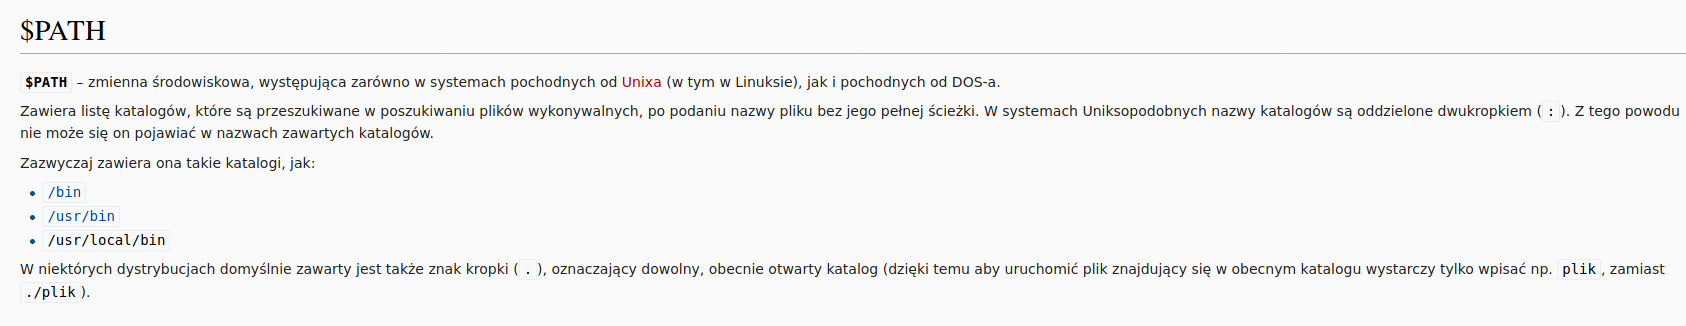 $PATH
$PATH – zmienna środowiskowa, występująca zarówno w systemach pochodnych od Unixa (w tym w Linuksie), jak i pochodnych od DOS-a.
Zawiera listę katalogów, które są przeszukiwane w poszukiwaniu plików wykonywalnych, po podaniu nazwy pliku bez jego pełnej ścieżki. W systemach Uniksopodobnych nazwy katalogów są oddzielone dwukropkiem ( : ). Z tego powodu
nie może się on pojawiać w nazwach zawartych katalogów.
Zazwyczaj zawiera ona takie katalogi, jak:
• /bin
• /usr/bin
• /usr/local/bin
W niektórych dystrybucjach domyślnie zawarty jest także znak kropki ( . ), oznaczający dowolny, obecnie otwarty katalog (dzięki temu aby uruchomić plik znajdujący się w obecnym katalogu wystarczy tylko wpisać np. plik , zamiast
./plik ).